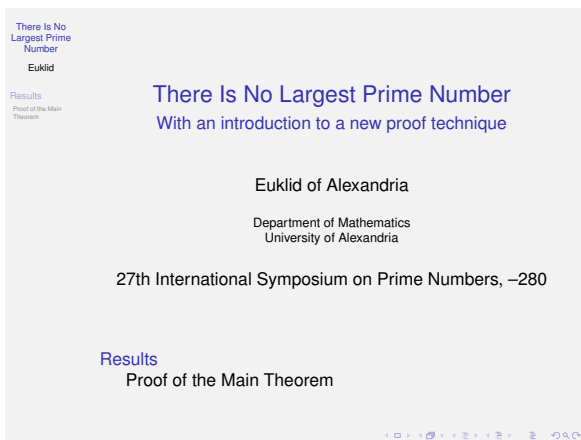 There Is No
Largest Prime
Number
Euklid
Results
Proof of the Main
Theorem
There Is No Largest Prime Number
With an introduction to a new proof technique
Euklid of Alexandria
Department of Mathematics
University of Alexandria
27th International Symposium on Prime Numbers, –280
Results
Proof of the Main Theorem